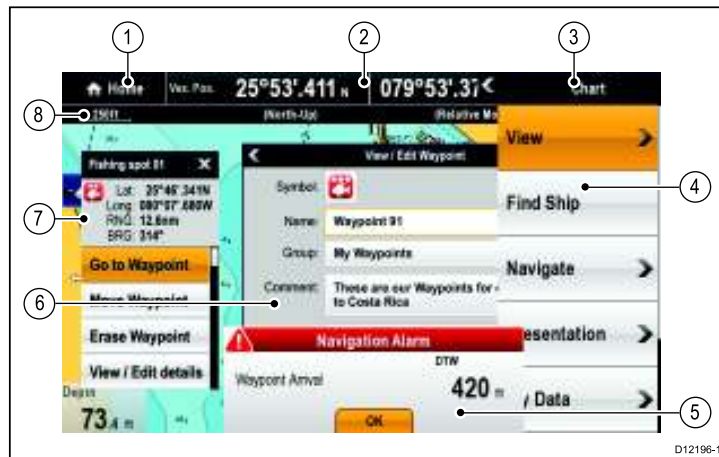 1
2
3
Home
Ves. Pos.
25°53'.411 N
079°53'.37
Chart
8
(North-Up)
(Relative Mo
Fishing spot 01
Lat: 25°46'.341N
Long: 080°07'.680W
RNG: 12.6nm
BRG: 314°
7
Go to Waypoint
Move Waypoint
Erase Waypoint
View / Edit details
Depth
73.4 m
View / Edit Waypoint
Symbol:
Name: Waypoint 91
Group: My Waypoints
Comment: These are our Waypoints for
to Costa Rica
6
Navigation Alarm
Waypoint Arrival
DTW
420 m
OK
5
View
Find Ship
4
Navigate
esentation
y Data
D12196-1